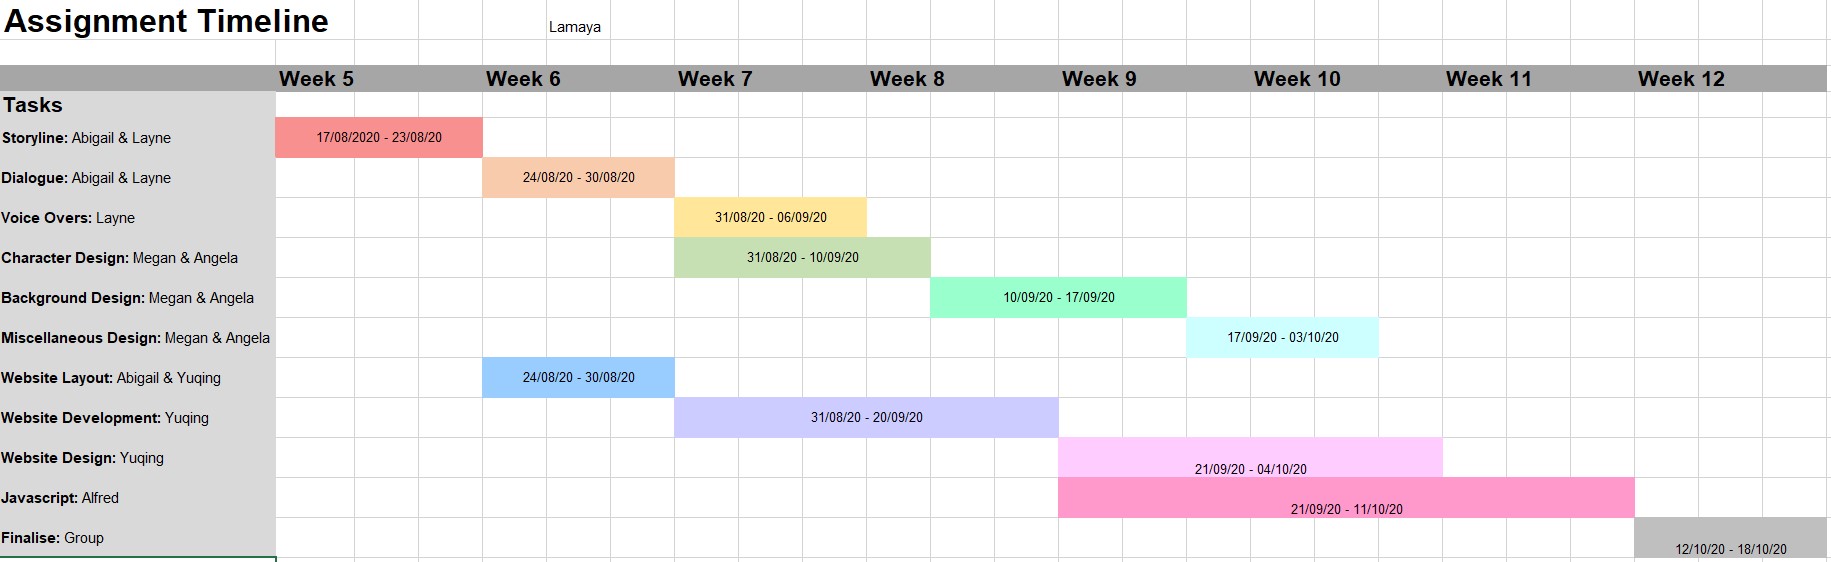 Assignment Timeline
Lamaya
Week 5 Week 6 Week 7 Week 8 Week 9 Week 10 Week 11 Week 12
Tasks
Storyline: Abigail & Layne 17/08/2020 - 23/08/20
Dialogue: Abigail & Layne 24/08/20 - 30/08/20
Voice Overs: Layne 31/08/20 - 06/09/20
Character Design: Megan & Angela 31/08/20 - 10/09/20
Background Design: Megan & Angela 10/09/20 - 17/09/20
Miscellaneous Design: Megan & Angela 17/09/20 - 03/10/20
Website Layout: Abigail & Yuqing 24/08/20 - 30/08/20
Website Development: Yuqing 31/08/20 - 20/09/20
Website Design: Yuqing 21/09/20 - 04/10/20
Javascript: Alfred 21/09/20 - 11/10/20
Finalise: Group 12/10/20 - 18/10/20